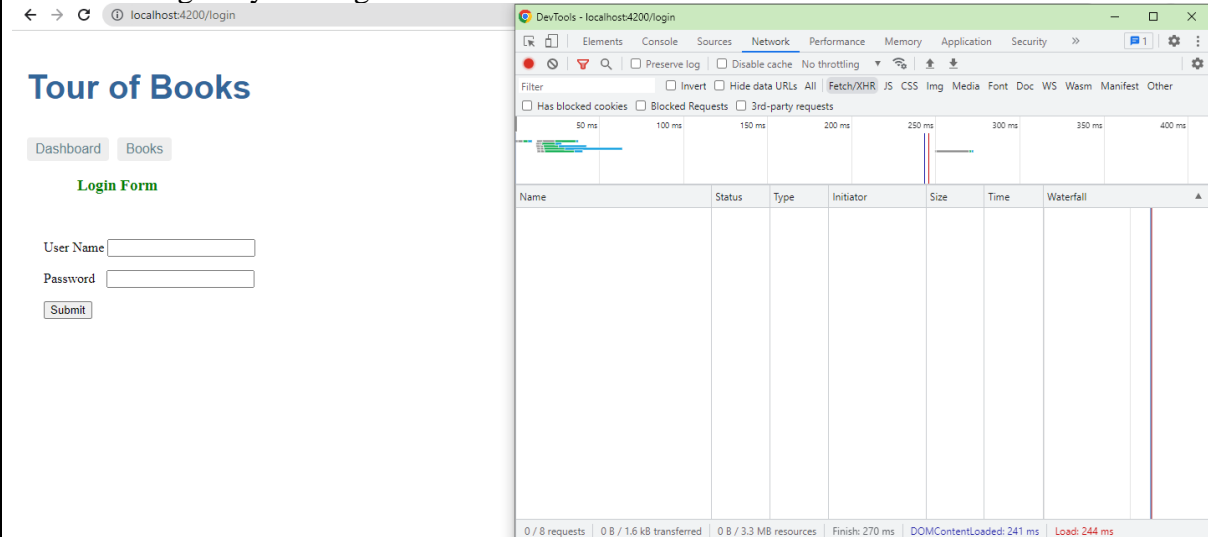 localhost:4200/login
Tour of Books
Dashboard Books
Login Form
User Name
Password
Submit
DevTools - localhost:4200/login
Elements Console Sources Network Performance Memory Application Security » 1
Preserve log Disable cache No throttling
Filter Invert Hide data URLs All Fetch/XHR JS CSS Img Media Font Doc WS Wasm Manifest Other
Has blocked cookies Blocked Requests 3rd-party requests
50 ms 100 ms 150 ms 200 ms 250 ms 300 ms 350 ms 400 ms
Name Status Type Initiator Size Time Waterfall
0 / 8 requests 0 B / 1.6 kB transferred 0 B / 3.3 MB resources Finish: 270 ms DOMContentLoaded: 241 ms Load: 244 ms